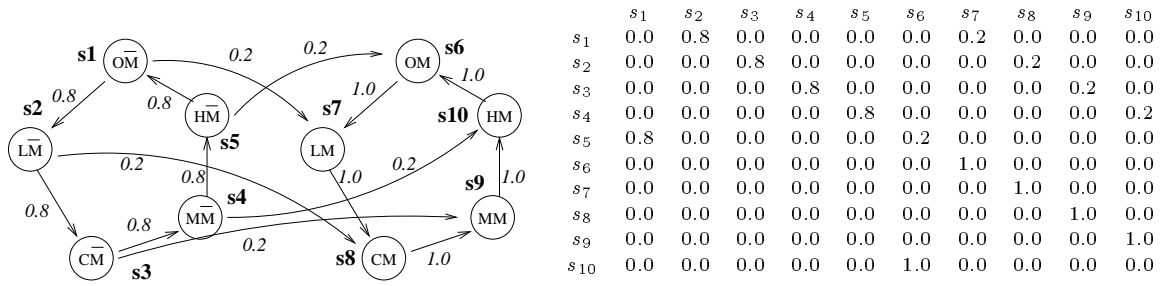 s1 OM̅ 0.2 0.2 s6 OM
0.8 0.8 1.0 1.0
s2 LM̅ HM̅ s5 s7 LM s10 HM
0.2 0.8 1.0 0.2 1.0
0.8 CM̅ s3 0.8 MM̅ s4 0.2 s8 CM 1.0 s9 MM
s₁ s₂ s₃ s₄ s₅ s₆ s₇ s₈ s₉ s₁₀
s₁ 0.0 0.8 0.0 0.0 0.0 0.0 0.2 0.0 0.0 0.0
s₂ 0.0 0.0 0.8 0.0 0.0 0.0 0.0 0.2 0.0 0.0
s₃ 0.0 0.0 0.0 0.8 0.0 0.0 0.0 0.0 0.2 0.0
s₄ 0.0 0.0 0.0 0.0 0.8 0.0 0.0 0.0 0.0 0.2
s₅ 0.8 0.0 0.0 0.0 0.0 0.2 0.0 0.0 0.0 0.0
s₆ 0.0 0.0 0.0 0.0 0.0 0.0 1.0 0.0 0.0 0.0
s₇ 0.0 0.0 0.0 0.0 0.0 0.0 0.0 1.0 0.0 0.0
s₈ 0.0 0.0 0.0 0.0 0.0 0.0 0.0 0.0 1.0 0.0
s₉ 0.0 0.0 0.0 0.0 0.0 0.0 0.0 0.0 0.0 1.0
s₁₀ 0.0 0.0 0.0 0.0 0.0 1.0 0.0 0.0 0.0 0.0